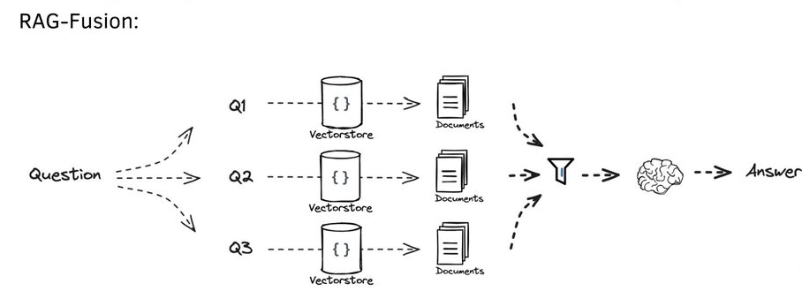 RAG-Fusion:
Q1
{}
Vectorstore
Documents
Question
Q2
{}
Vectorstore
Documents
Answer
Q3
{}
Vectorstore
Documents